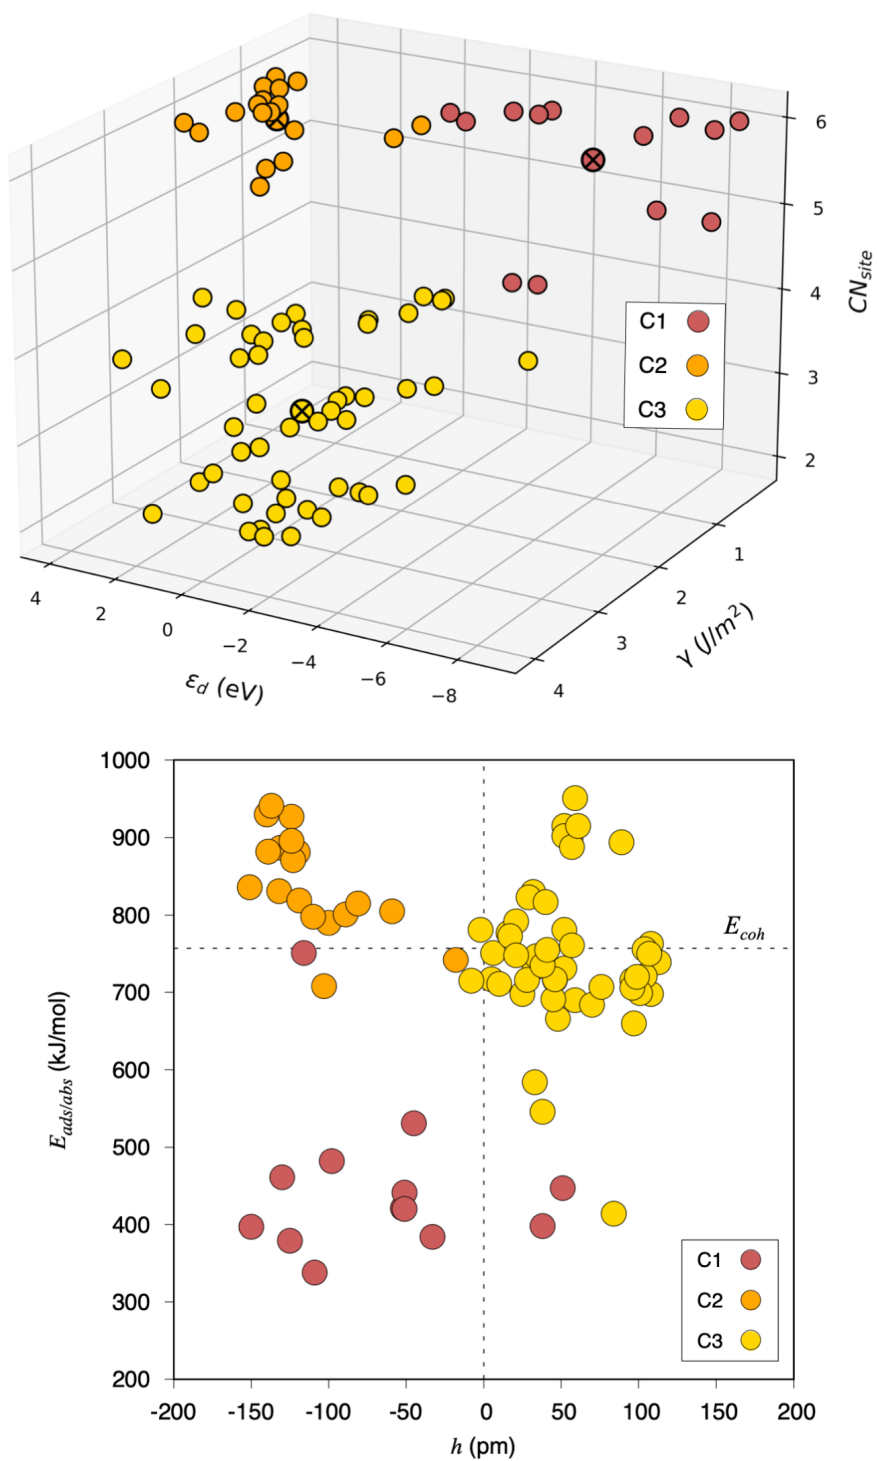 6
5
4
3
2
CN_site
C1
C2
C3
1
2
3
4
γ (J/m²)
4
2
0
−2
−4
−6
−8
ε_d (eV)
1000
900
800
700
600
500
400
300
200
E_ads/abs (kJ/mol)
E_coh
C1
C2
C3
-200 -150 -100 -50 0 50 100 150 200
h (pm)